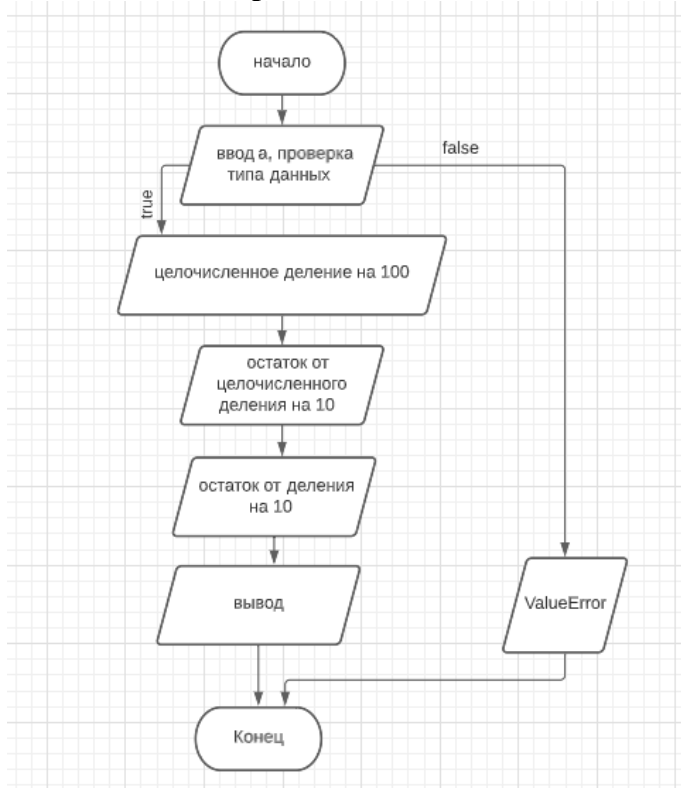 начало
ввод а, проверка
типа данных
false
true
целочисленное деление на 100
остаток от
целочисленного
деления на 10
остаток от деления
на 10
вывод
ValueError
Конец